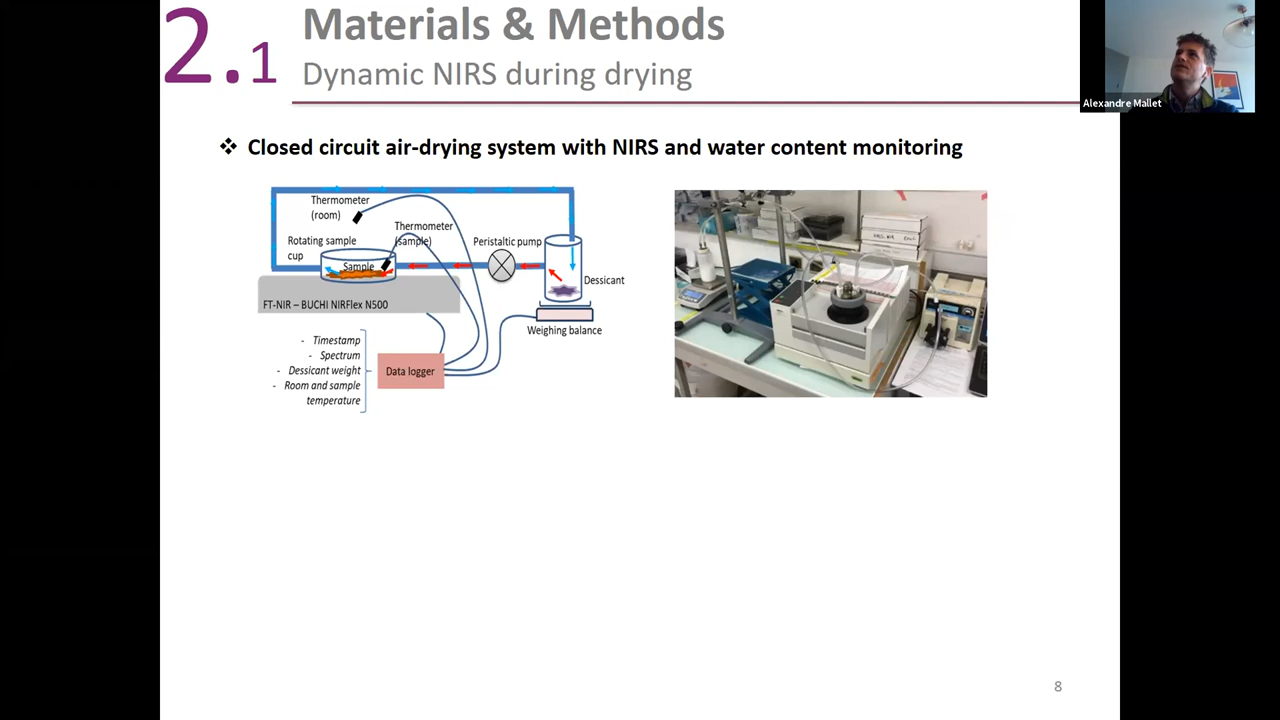 2.1
Materials & Methods
Dynamic NIRS during drying
Alexandre Mallet
❖ Closed circuit air-drying system with NIRS and water content monitoring
Thermometer
(room)
Thermometer
(sample)
Rotating sample
cup
Sample
Peristaltic pump
Dessicant
FT-NIR – BUCHI NIRFlex N500
Weighing balance
- Timestamp
- Spectrum
- Dessicant weight
- Room and sample
temperature
Data logger
8